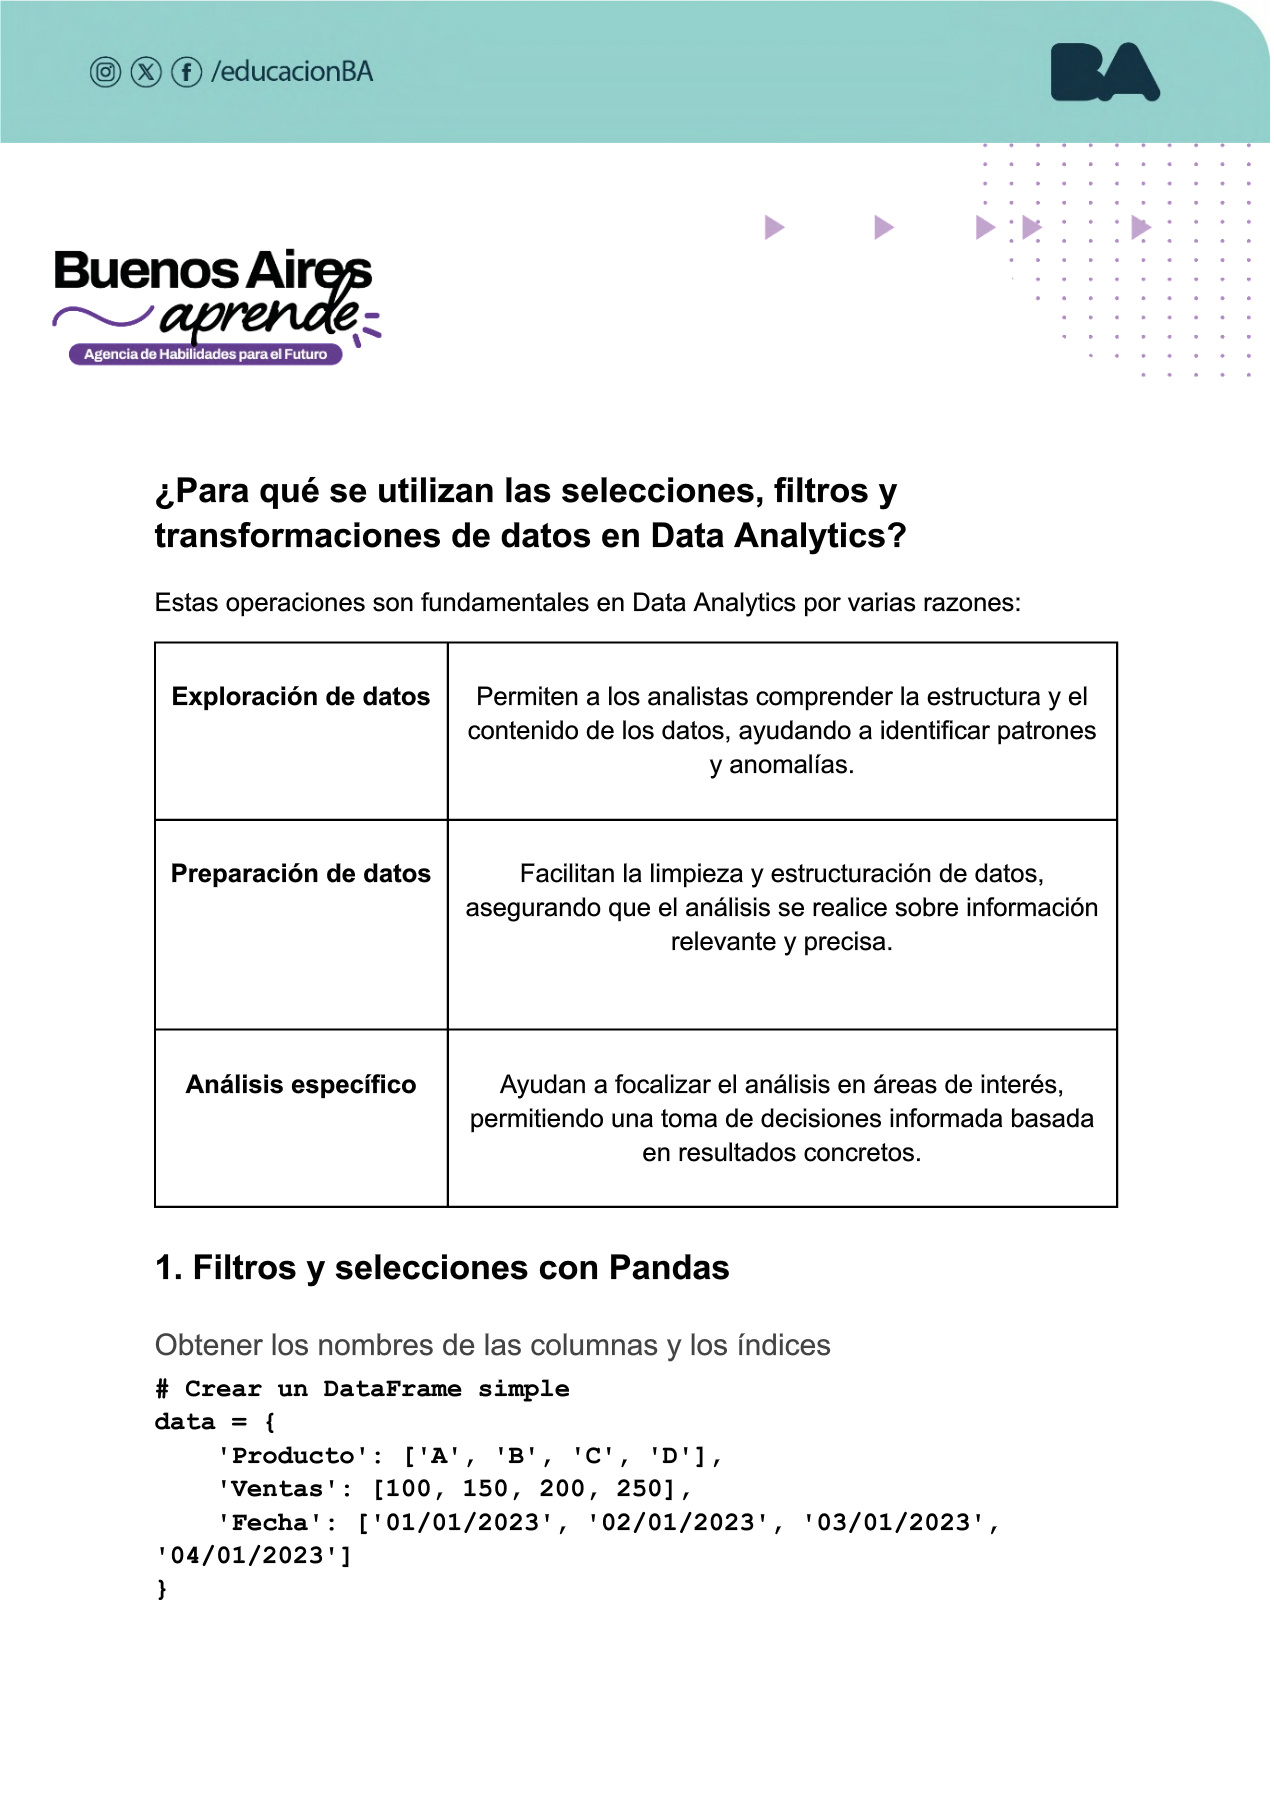 /educacionBA
BA
Buenos Aires
aprende
Agencia de Habilidades para el Futuro
¿Para qué se utilizan las selecciones, filtros y
transformaciones de datos en Data Analytics?
Estas operaciones son fundamentales en Data Analytics por varias razones:
Exploración de datos
Permiten a los analistas comprender la estructura y el
contenido de los datos, ayudando a identificar patrones
y anomalías.
Preparación de datos
Facilitan la limpieza y estructuración de datos,
asegurando que el análisis se realice sobre información
relevante y precisa.
Análisis específico
Ayudan a focalizar el análisis en áreas de interés,
permitiendo una toma de decisiones informada basada
en resultados concretos.
1. Filtros y selecciones con Pandas
Obtener los nombres de las columnas y los índices
# Crear un DataFrame simple
data = {
    'Producto': ['A', 'B', 'C', 'D'],
    'Ventas': [100, 150, 200, 250],
    'Fecha': ['01/01/2023', '02/01/2023', '03/01/2023',
'04/01/2023']
}